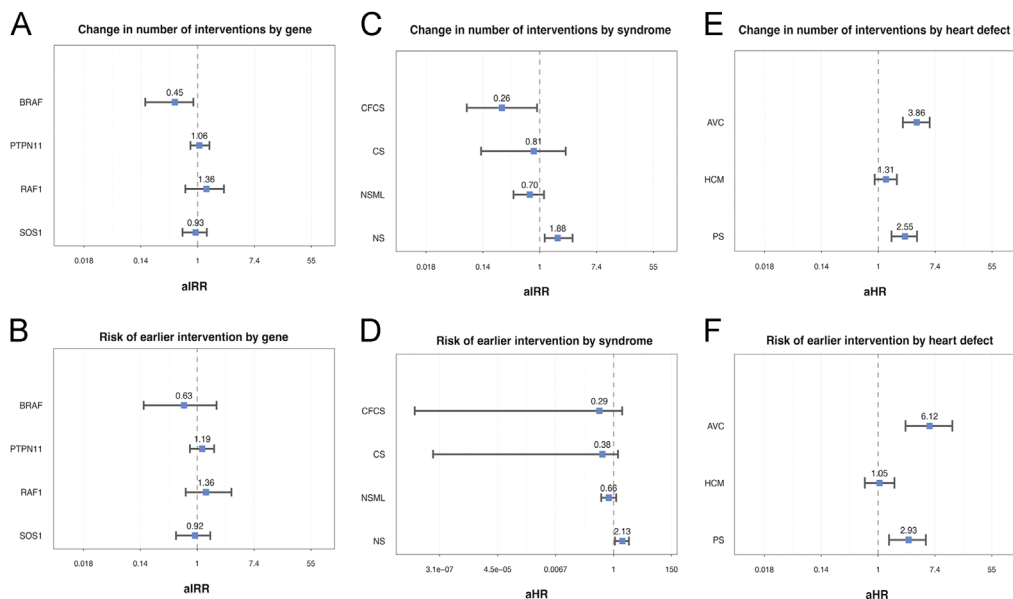 A
Change in number of interventions by gene
BRAF
0.45
PTPN11
1.06
RAF1
1.36
SOS1
0.93
0.018 0.14 1 7.4 55
aIRR
B
Risk of earlier intervention by gene
BRAF
0.63
PTPN11
1.19
RAF1
1.36
SOS1
0.92
0.018 0.14 1 7.4 55
aIRR
C
Change in number of interventions by syndrome
CFCS
0.26
CS
0.81
NSML
0.70
NS
1.88
0.018 0.14 1 7.4 55
aIRR
D
Risk of earlier intervention by syndrome
CFCS
0.29
CS
0.38
NSML
0.66
NS
2.13
3.1e-07 4.5e-05 0.0067 1 150
aHR
E
Change in number of interventions by heart defect
AVC
3.86
HCM
1.31
PS
2.55
0.018 0.14 1 7.4 55
aHR
F
Risk of earlier intervention by heart defect
AVC
6.12
HCM
1.05
PS
2.93
0.018 0.14 1 7.4 55
aHR